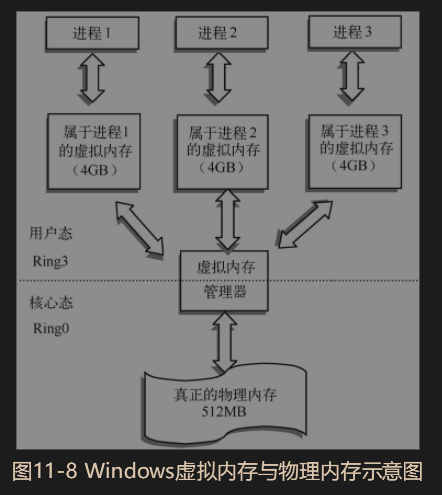 进程1
进程2
进程3
属于进程1
的虚拟内存
（4GB）
属于进程2
的虚拟内存
（4GB）
属于进程3
的虚拟内存
（4GB）
用户态
Ring3
虚拟内存
管理器
核心态
Ring0
真正的物理内存
512MB
图11-8 Windows虚拟内存与物理内存示意图